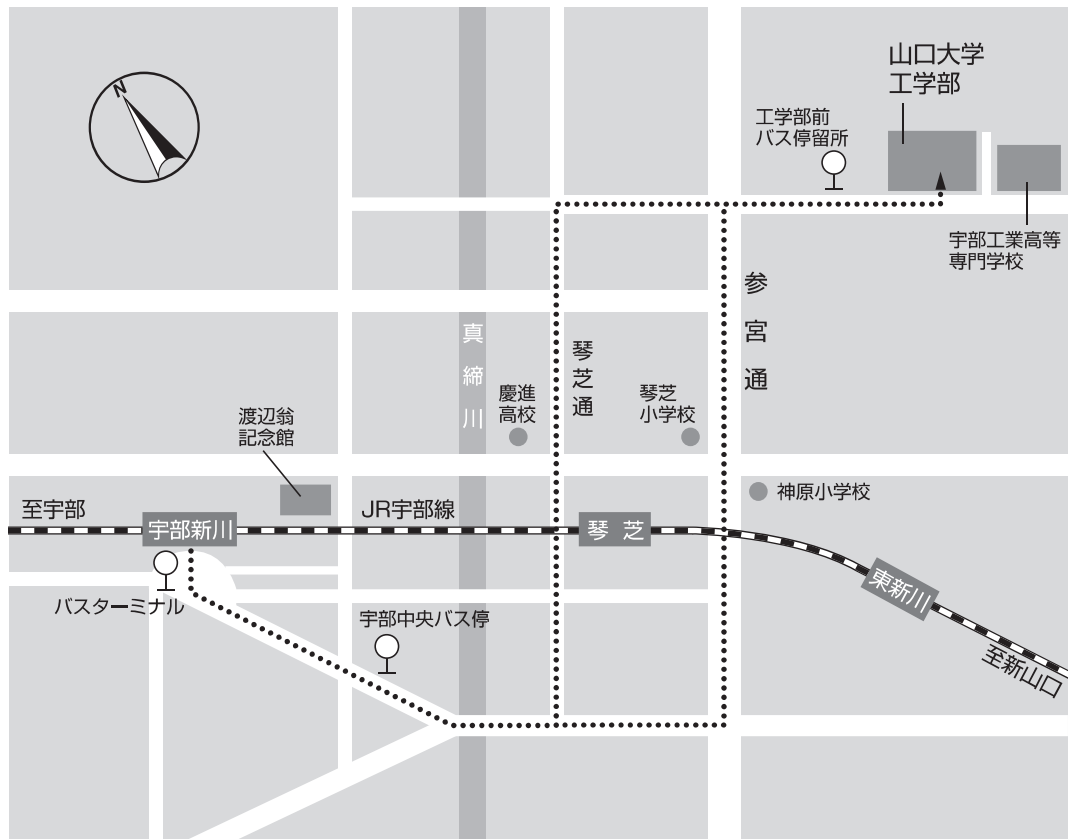 N
山口大学
工学部
工学部前
バス停留所
宇部工業高等
専門学校
参宮通
真締川
琴芝通
慶進
高校
琴芝
小学校
渡辺翁
記念館
至宇部
宇部新川
JR宇部線
琴芝
神原小学校
東新川
至新山口
バスターミナル
宇部中央バス停